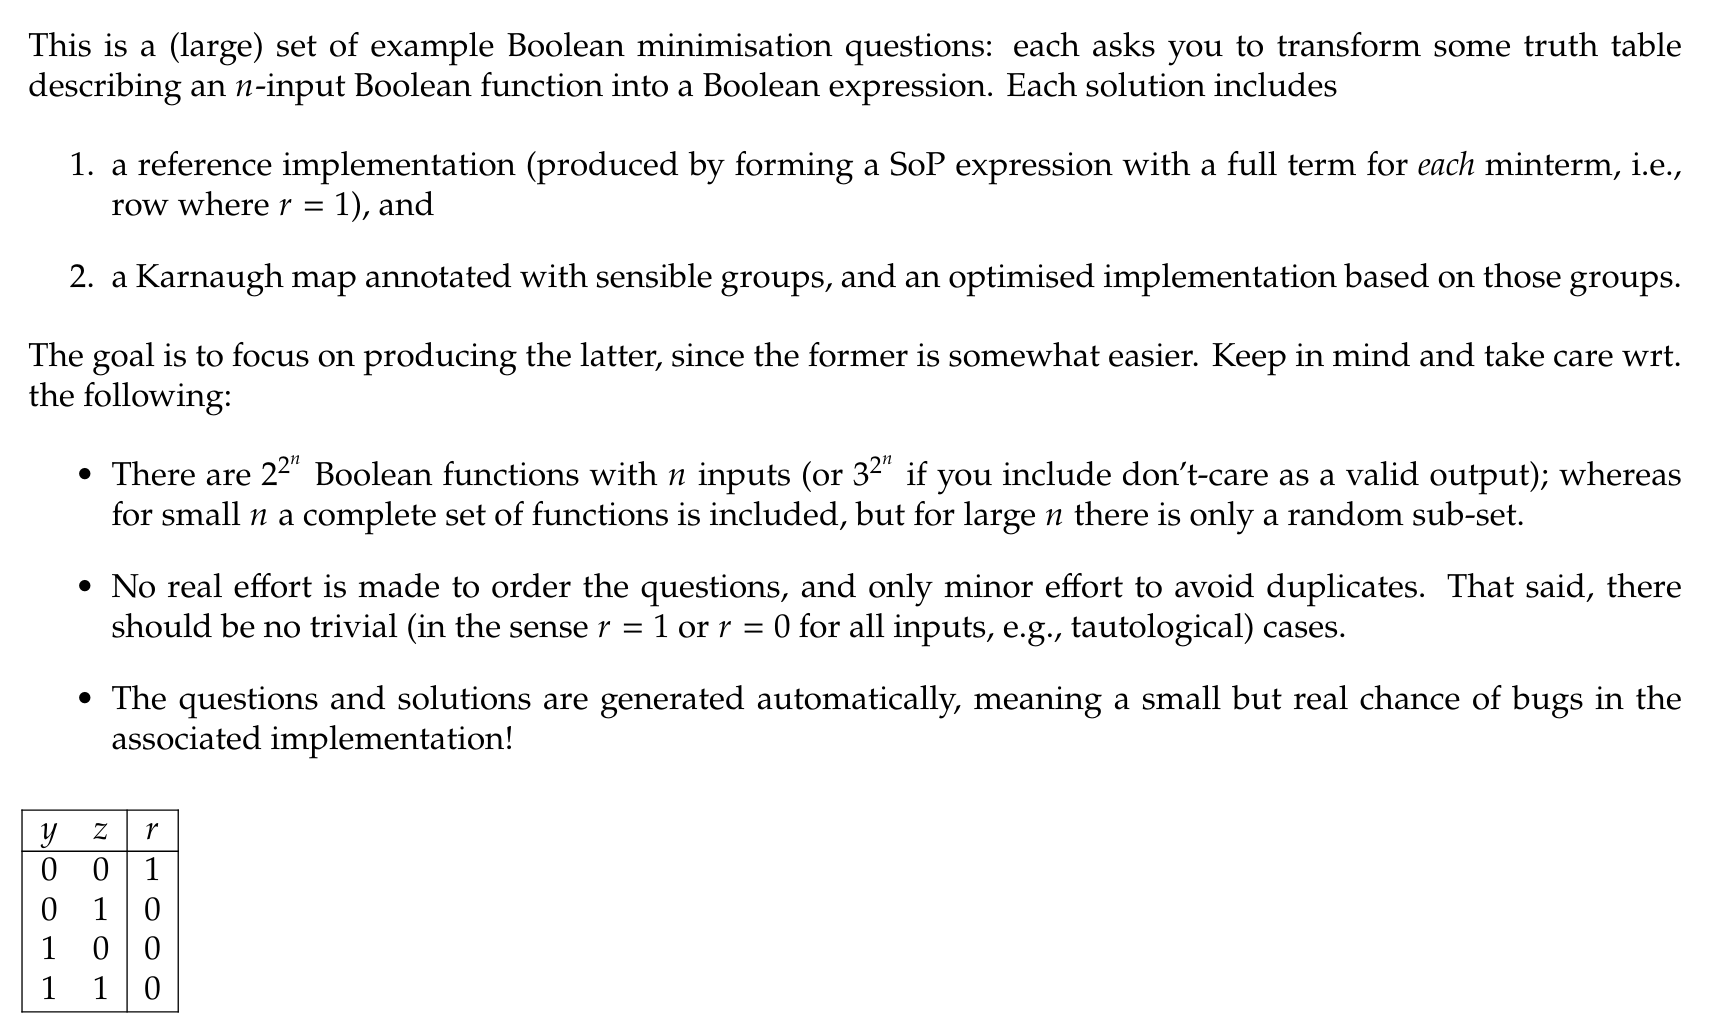 This is a (large) set of example Boolean minimisation questions: each asks you to transform some truth table
describing an n-input Boolean function into a Boolean expression. Each solution includes
1. a reference implementation (produced by forming a SoP expression with a full term for each minterm, i.e.,
row where r = 1), and
2. a Karnaugh map annotated with sensible groups, and an optimised implementation based on those groups.
The goal is to focus on producing the latter, since the former is somewhat easier. Keep in mind and take care wrt.
the following:
• There are 2^{2^n} Boolean functions with n inputs (or 3^{2^n} if you include don't-care as a valid output); whereas
for small n a complete set of functions is included, but for large n there is only a random sub-set.
• No real effort is made to order the questions, and only minor effort to avoid duplicates. That said, there
should be no trivial (in the sense r = 1 or r = 0 for all inputs, e.g., tautological) cases.
• The questions and solutions are generated automatically, meaning a small but real chance of bugs in the
associated implementation!
y z r
0 0 1
0 1 0
1 0 0
1 1 0